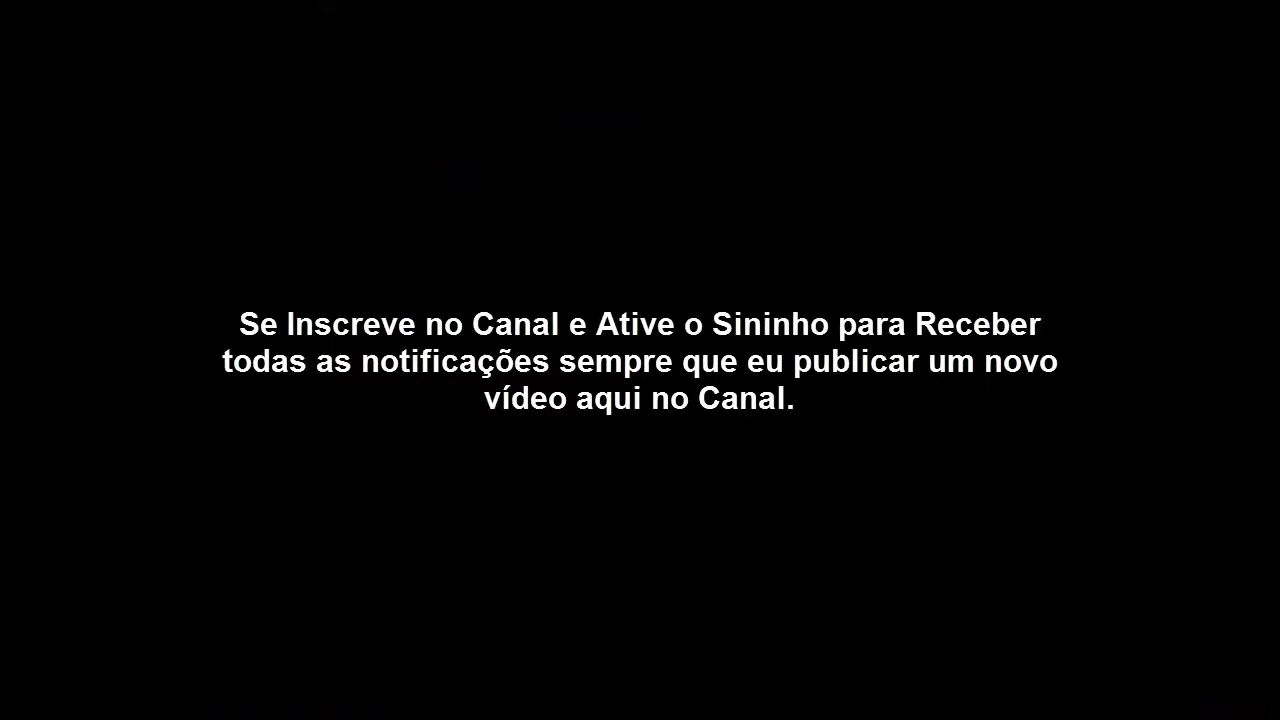 Se Inscreve no Canal e Ative o Sininho para Receber
todas as notificações sempre que eu publicar um novo
vídeo aqui no Canal.